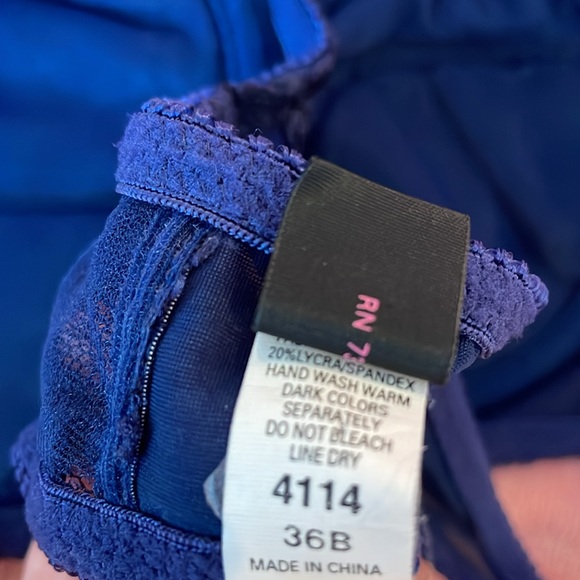 RN 7
20%LYCRA/SPANDEX
HAND WASH WARM
DARK COLORS
SEPARATELY
DO NOT BLEACH
LINE DRY
4114
36B
MADE IN CHINA